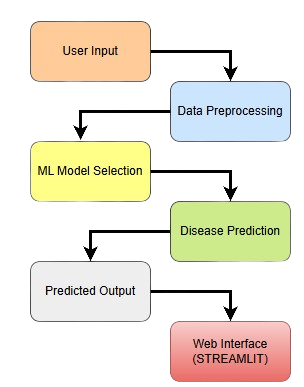 User Input
Data Preprocessing
ML Model Selection
Disease Prediction
Predicted Output
Web Interface
(STREAMLIT)